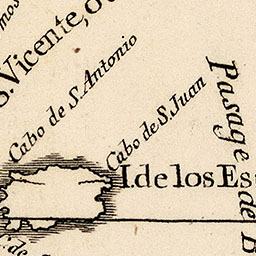 S. Vicente, o
Cabo de S. Antonio
Cabo de S. Juan
Pasage de B
I. de los Es